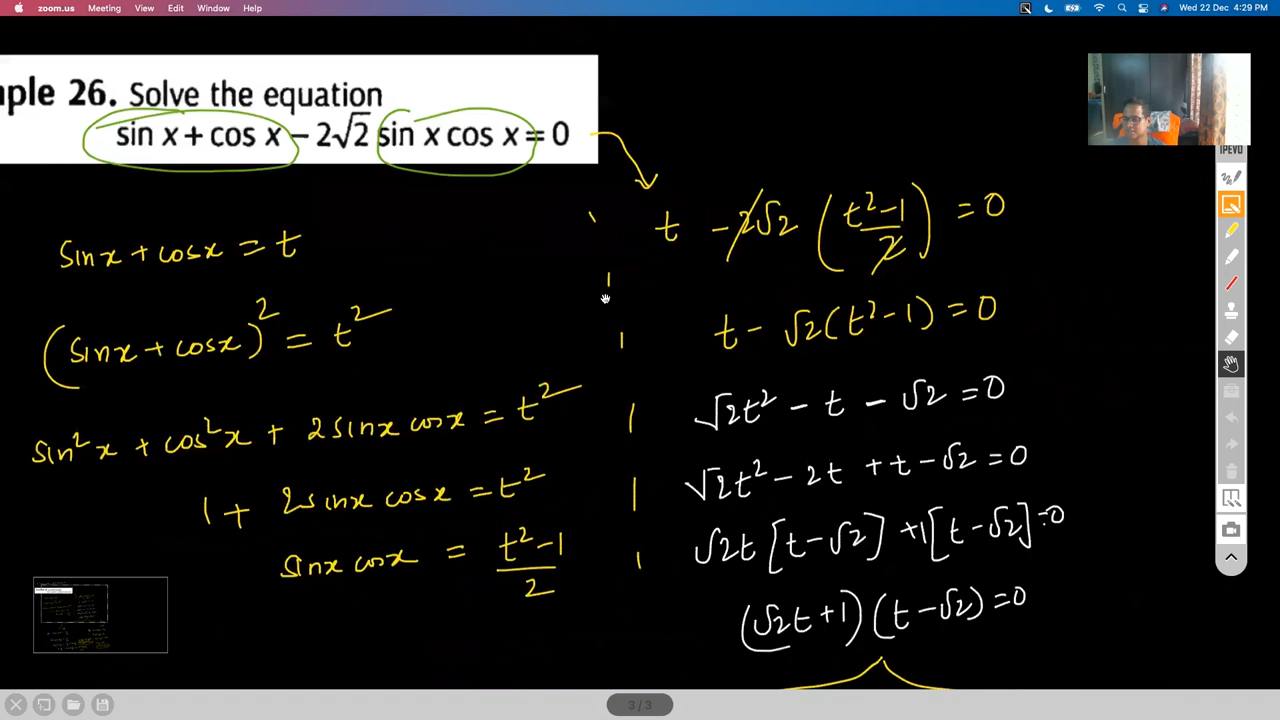 zoom.us Meeting View Edit Window Help Wed 22 Dec 4:29 PM
ple 26. Solve the equation
sin x + cos x − 2√2 sin x cos x = 0
IPEVO
sinx + cosx = t
(sinx + cosx)² = t²
sin²x + cos²x + 2sinx cosx = t²
1 + 2sinx cosx = t²
sinx cosx = (t²−1)/2
t − 2√2 ((t²−1)/2) = 0
t − √2(t²−1) = 0
√2t² − t − √2 = 0
√2t² − 2t + t − √2 = 0
√2t [t−√2] + 1[t−√2] = 0
(√2t+1)(t−√2) = 0
3 / 3